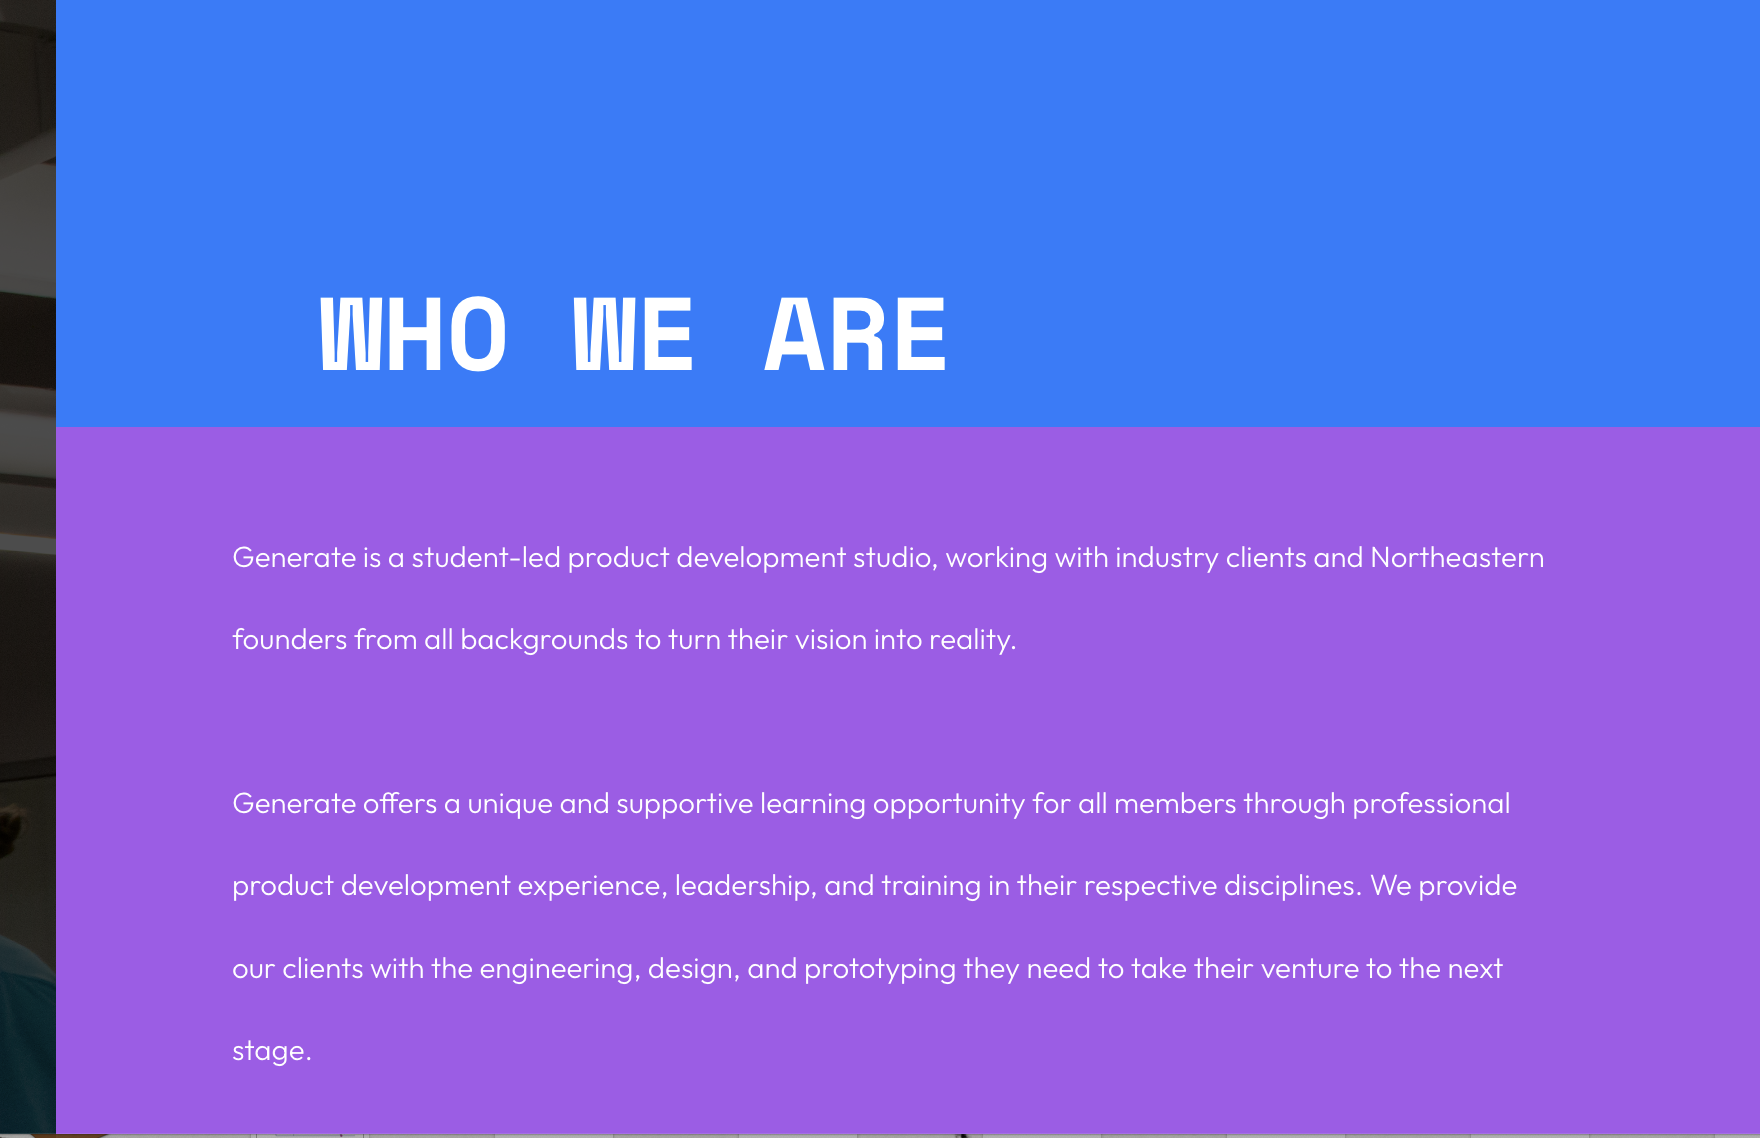 WHO WE ARE
Generate is a student-led product development studio, working with industry clients and Northeastern
founders from all backgrounds to turn their vision into reality.
Generate offers a unique and supportive learning opportunity for all members through professional
product development experience, leadership, and training in their respective disciplines. We provide
our clients with the engineering, design, and prototyping they need to take their venture to the next
stage.